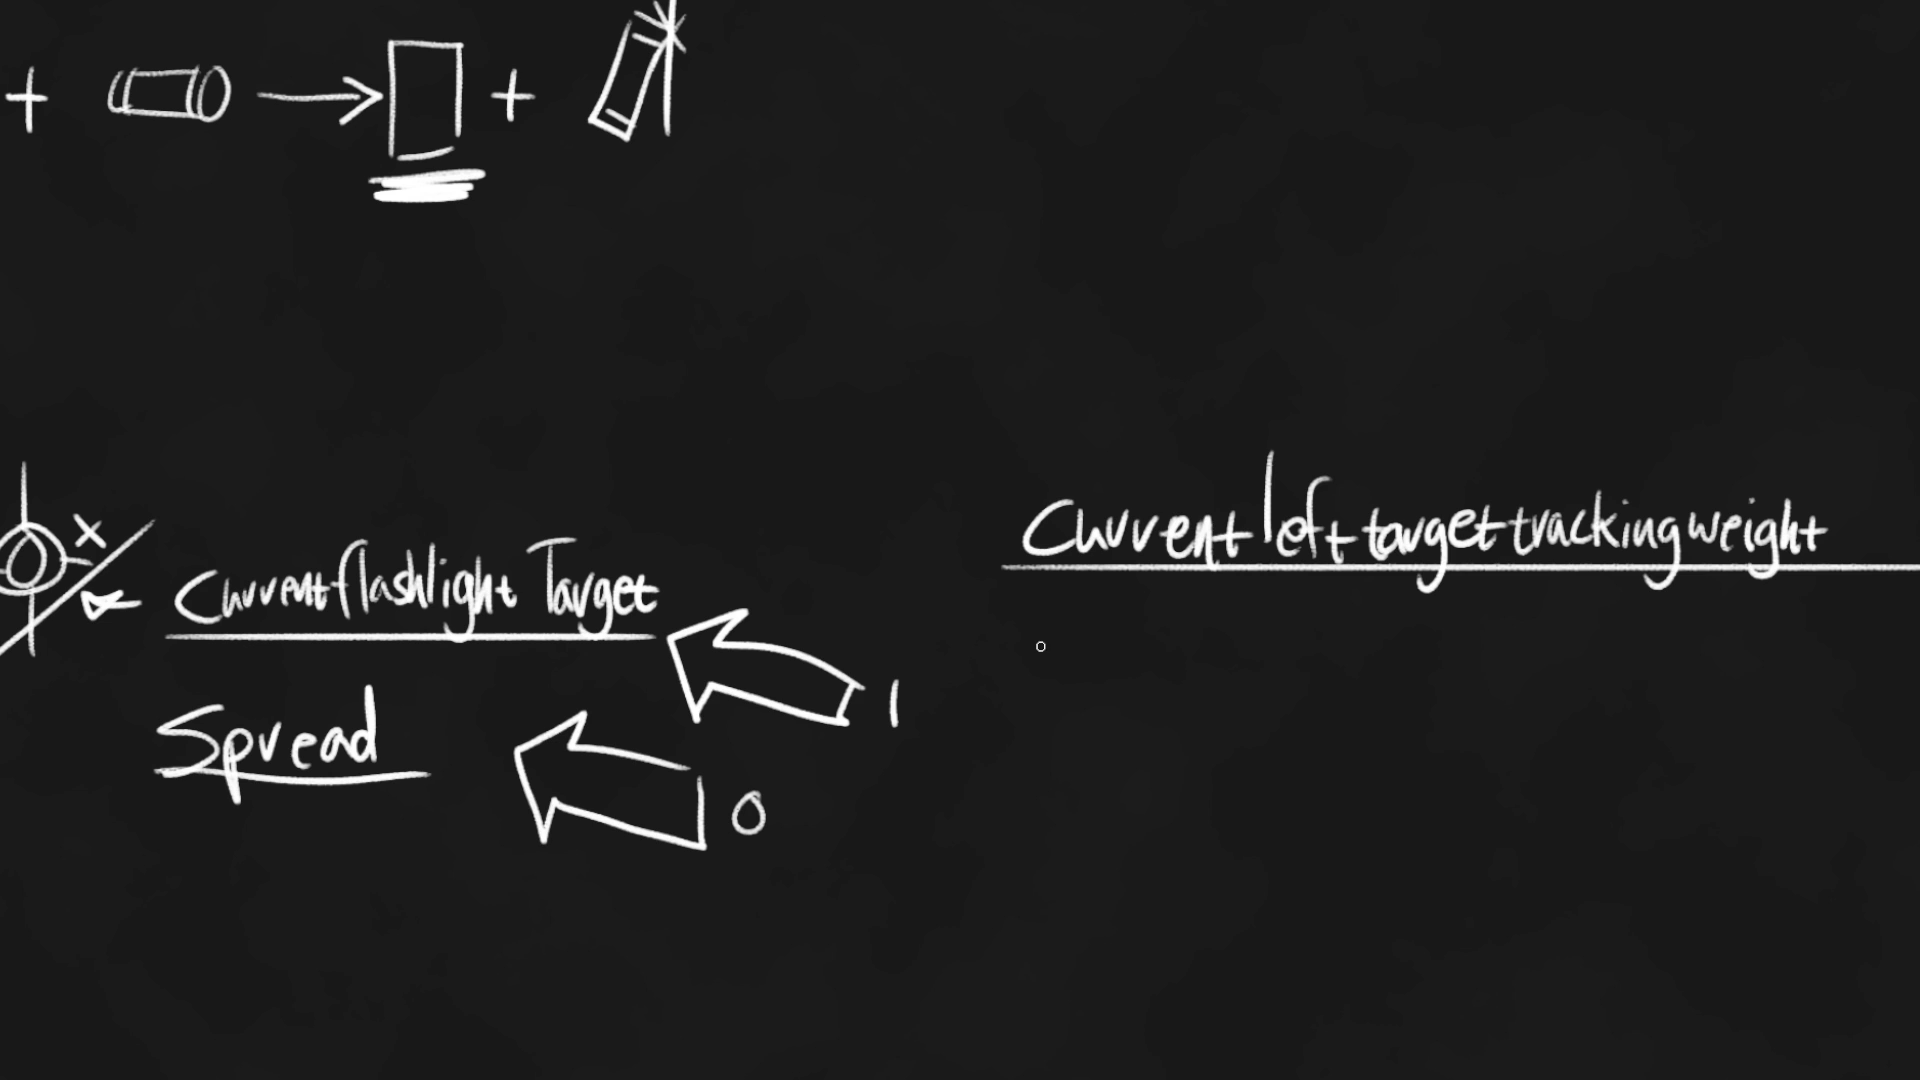 + → +
Current left target tracking weight
X
Current flashlight Target
1
Spread
0